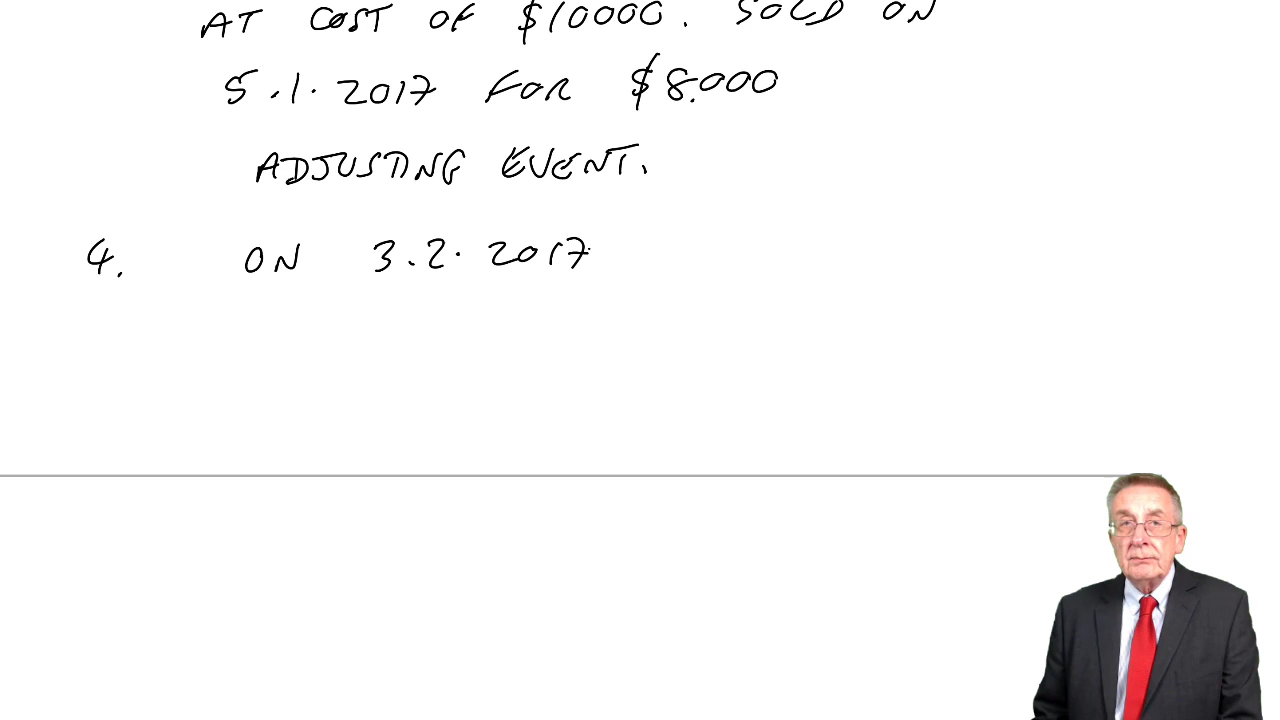 AT COST OF $10000. SOLD ON
5.1.2017 FOR $8.000
ADJUSTING EVENT.
4. ON 3.2.2017